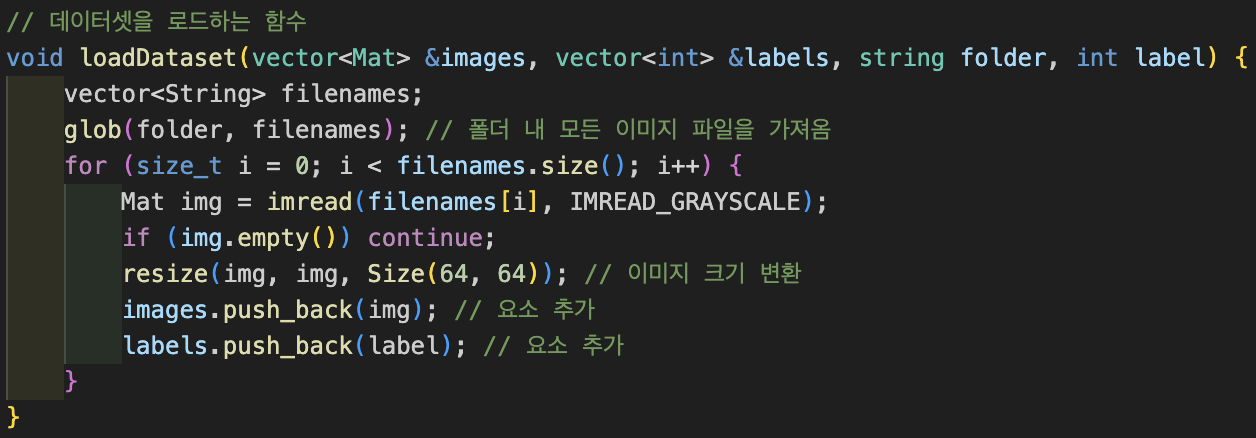 // 데이터셋을 로드하는 함수
void loadDataset(vector<Mat> &images, vector<int> &labels, string folder, int label) {
    vector<String> filenames;
    glob(folder, filenames); // 폴더 내 모든 이미지 파일을 가져옴
    for (size_t i = 0; i < filenames.size(); i++) {
        Mat img = imread(filenames[i], IMREAD_GRAYSCALE);
        if (img.empty()) continue;
        resize(img, img, Size(64, 64)); // 이미지 크기 변환
        images.push_back(img); // 요소 추가
        labels.push_back(label); // 요소 추가
    }
}